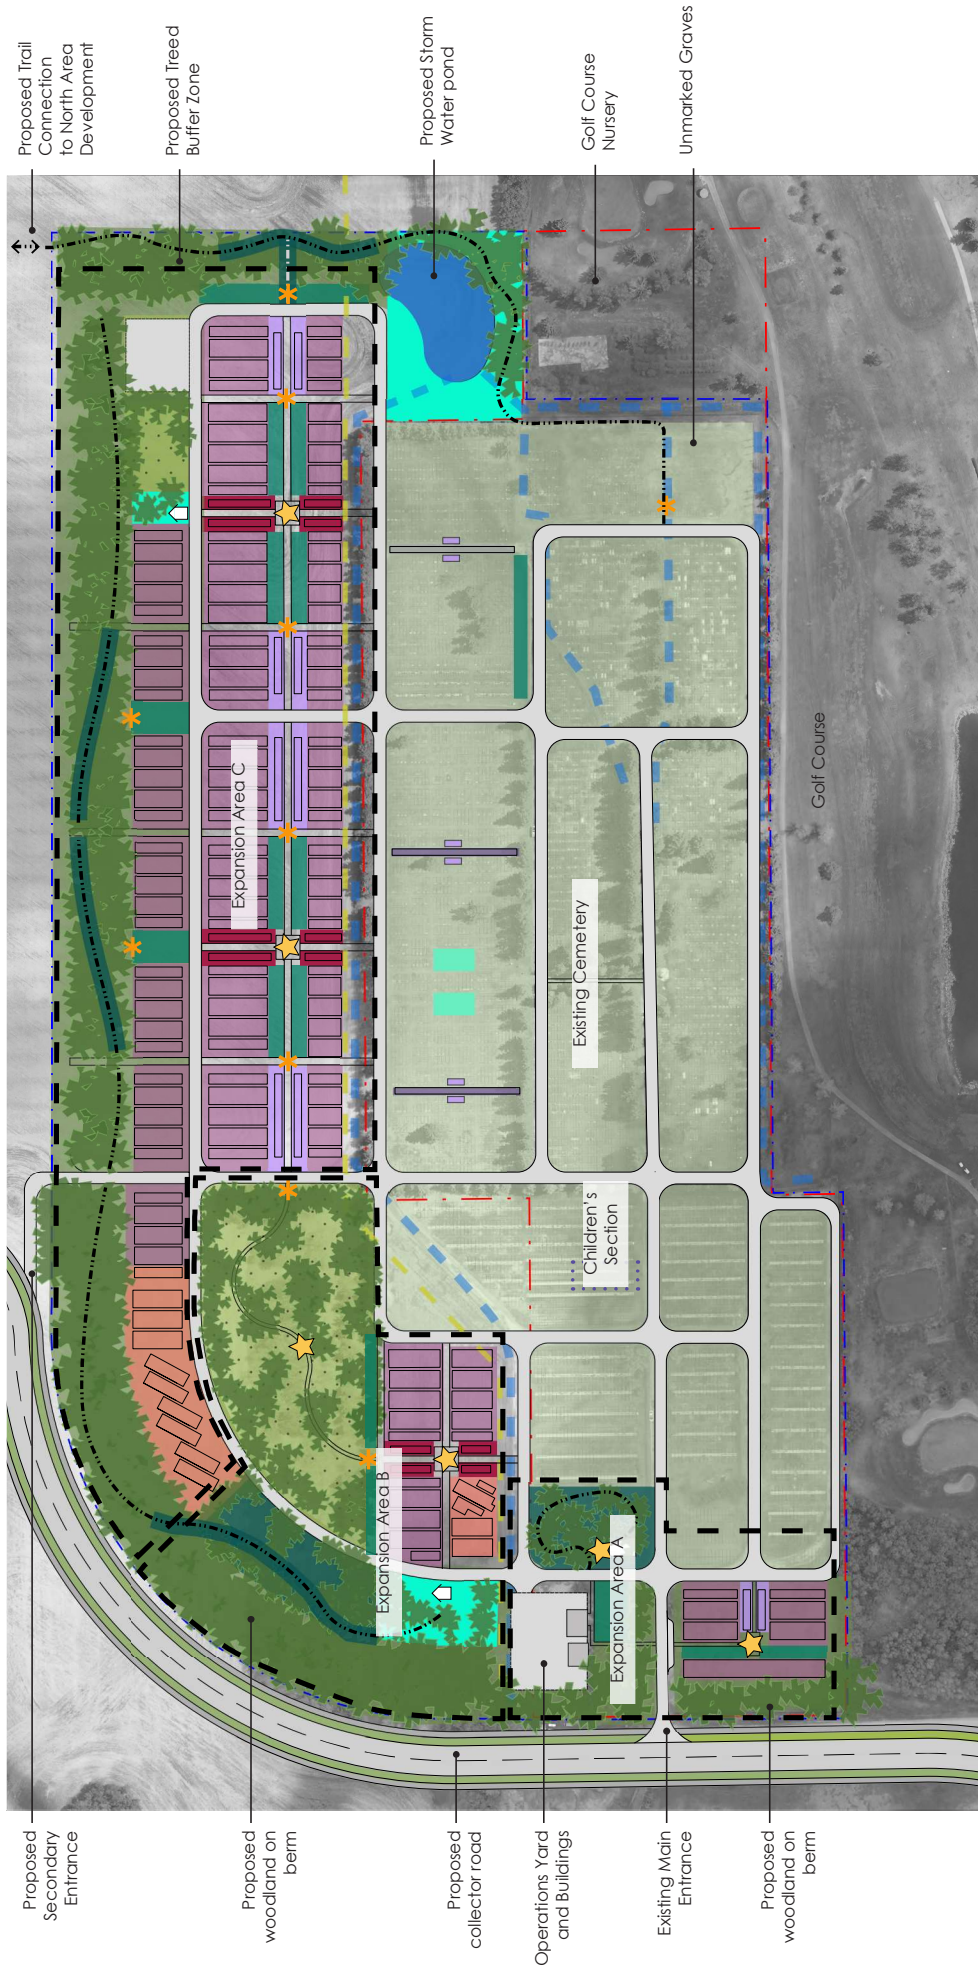 Proposed Trail
Connection
to North Area
Development
Proposed Treed
Buffer Zone
Proposed Storm
Water pond
Golf Course
Nursery
Unmarked Graves
Expansion Area C
Existing Cemetery
Golf Course
Children's
Section
Expansion Area B
Expansion Area A
Proposed
Secondary
Entrance
Proposed
woodland on
berm
Proposed
collector road
Operations Yard
and Buildings
Existing Main
Entrance
Proposed
woodland on
berm